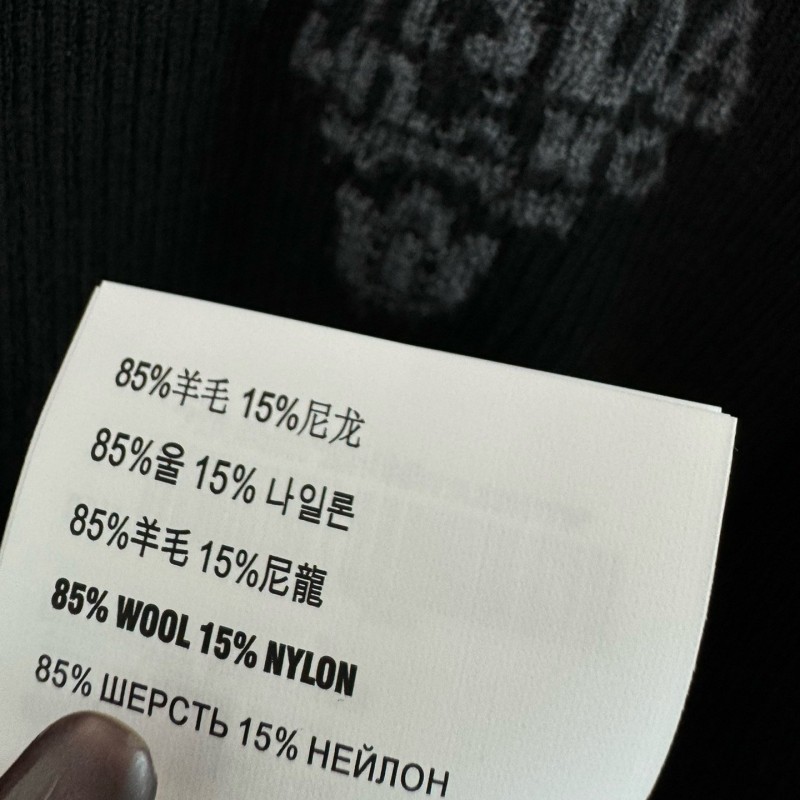 85%羊毛 15%尼龙
85%울 15% 나일론
85%羊毛 15%尼龍
85% WOOL 15% NYLON
85% ШЕРСТЬ 15% НЕЙЛОН